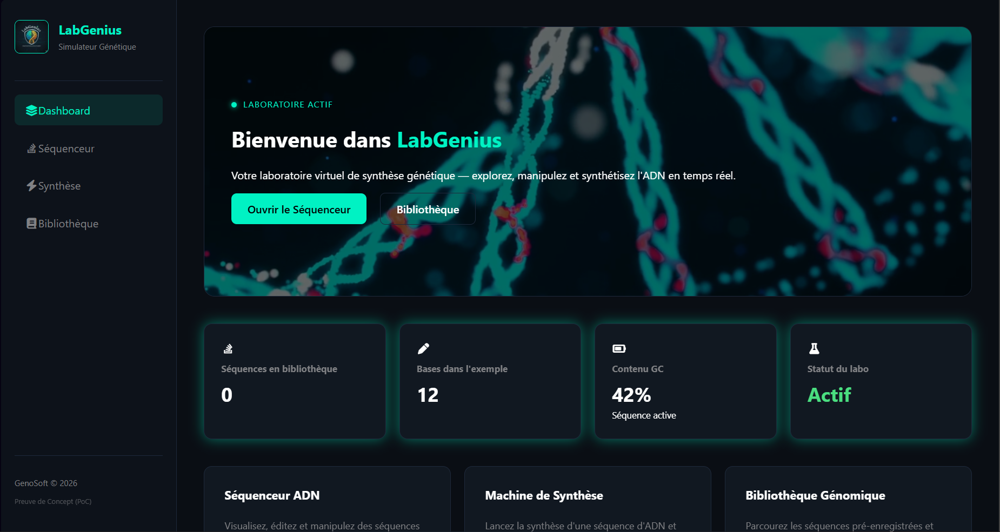 LabGenius
LabGenius
Simulateur Génétique
Dashboard
Séquenceur
Synthèse
Bibliothèque
GenoSoft © 2026
Preuve de Concept (PoC)
LABORATOIRE ACTIF
Bienvenue dans LabGenius
Votre laboratoire virtuel de synthèse génétique — explorez, manipulez et synthétisez l'ADN en temps réel.
Ouvrir le Séquenceur
Bibliothèque
Séquences en bibliothèque
0
Bases dans l'exemple
12
Contenu GC
42%
Séquence active
Statut du labo
Actif
Séquenceur ADN
Visualisez, éditez et manipulez des séquences
Machine de Synthèse
Lancez la synthèse d'une séquence d'ADN et
Bibliothèque Génomique
Parcourez les séquences pré-enregistrées et